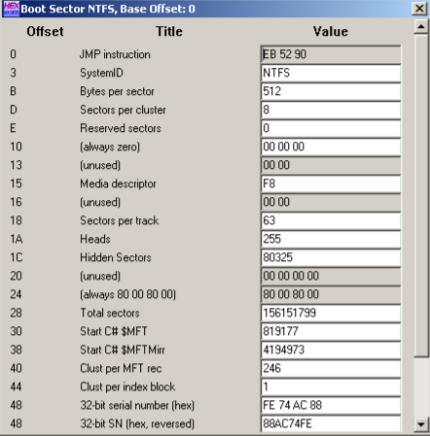 HEX Boot Sector NTFS, Base Offset: 0
Offset Title Value
0 JMP instruction EB 52 90
3 SystemID NTFS
B Bytes per sector 512
D Sectors per cluster 8
E Reserved sectors 0
10 (always zero) 00 00 00
13 (unused) 00 00
15 Media descriptor F8
16 (unused) 00 00
18 Sectors per track 63
1A Heads 255
1C Hidden Sectors 80325
20 (unused) 00 00 00 00
24 (always 80 00 80 00) 80 00 80 00
28 Total sectors 156151799
30 Start C# $MFT 819177
38 Start C# $MFTMirr 4194973
40 Clust per MFT rec 246
44 Clust per index block 1
48 32-bit serial number (hex) FE 74 AC 88
48 32-bit SN (hex, reversed) 88AC74FE